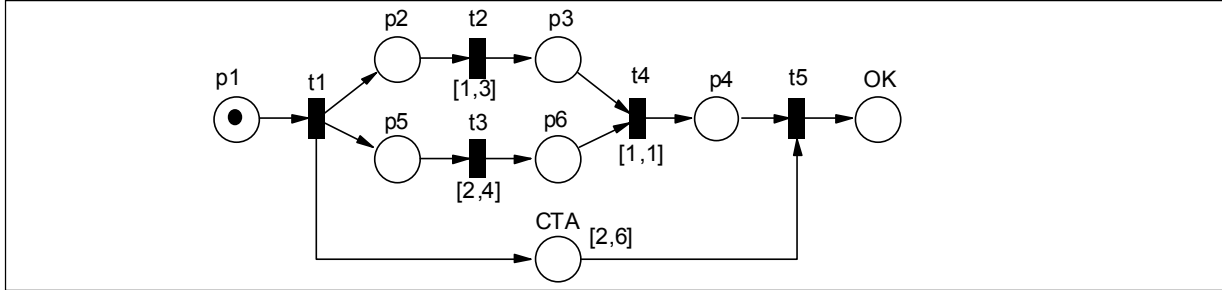 p2
t2
p3
p1
t1
t4
p4
t5
OK
[1,3]
p5
t3
p6
[1,1]
[2,4]
CTA
[2,6]